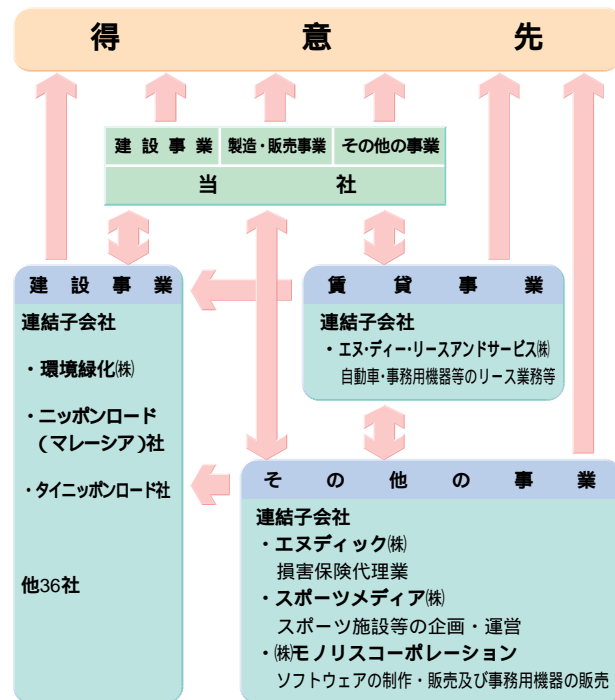 得意先
建設事業 製造・販売事業 その他の事業
当社
建設事業
連結子会社
・環境緑化㈱
・ニッポンロード
(マレーシア)社
・タイニッポンロード社
他36社
賃貸事業
連結子会社
・エヌ・ディー・リースアンドサービス㈱
自動車・事務用機器等のリース業務等
その他の事業
連結子会社
・エヌディック㈱
損害保険代理業
・スポーツメディア㈱
スポーツ施設等の企画・運営
・㈱モノリスコーポレーション
ソフトウェアの制作・販売及び事務用機器の販売